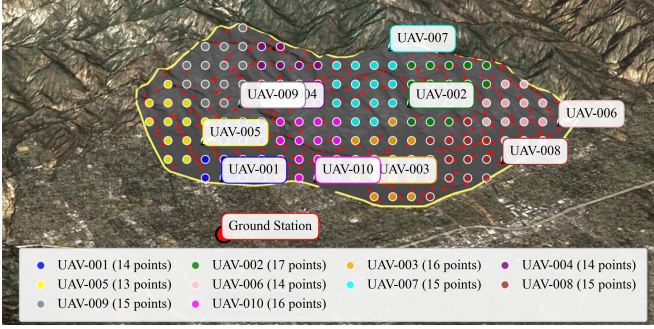 UAV-007
UAV-009
04
UAV-002
UAV-006
UAV-005
UAV-008
UAV-001
UAV-010
UAV-003
Ground Station
UAV-001 (14 points)
UAV-002 (17 points)
UAV-003 (16 points)
UAV-004 (14 points)
UAV-005 (13 points)
UAV-006 (14 points)
UAV-007 (15 points)
UAV-008 (15 points)
UAV-009 (15 points)
UAV-010 (16 points)